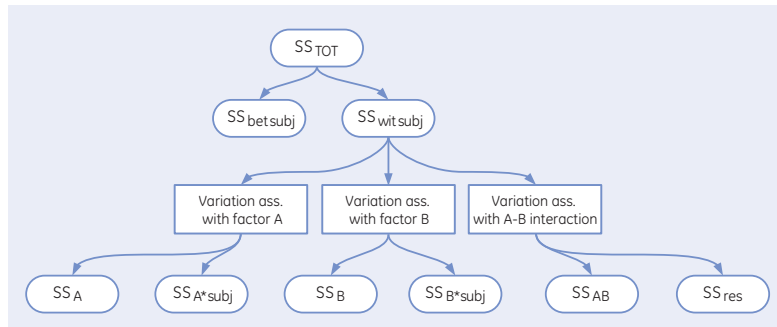 SS TOT
SS bet subj
SS wit subj
Variation ass.
with factor A
Variation ass.
with factor B
Variation ass.
with A-B interaction
SS A
SS A*subj
SS B
SS B*subj
SS AB
SS res